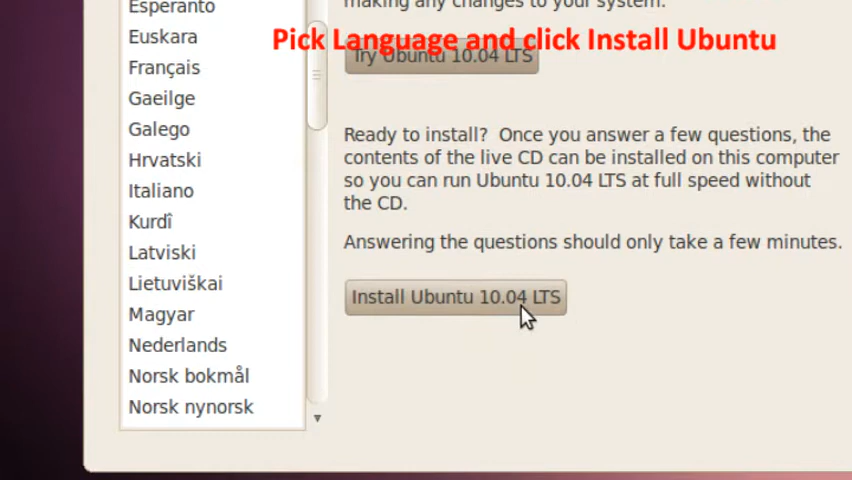 Esperanto
Euskara
Français
Gaeilge
Galego
Hrvatski
Italiano
Kurdî
Latviski
Lietuviškai
Magyar
Nederlands
Norsk bokmål
Norsk nynorsk
making any changes to your system.
Pick Language and click Install Ubuntu
Try Ubuntu 10.04 LTS
Ready to install? Once you answer a few questions, the
contents of the live CD can be installed on this computer
so you can run Ubuntu 10.04 LTS at full speed without
the CD.
Answering the questions should only take a few minutes.
Install Ubuntu 10.04 LTS